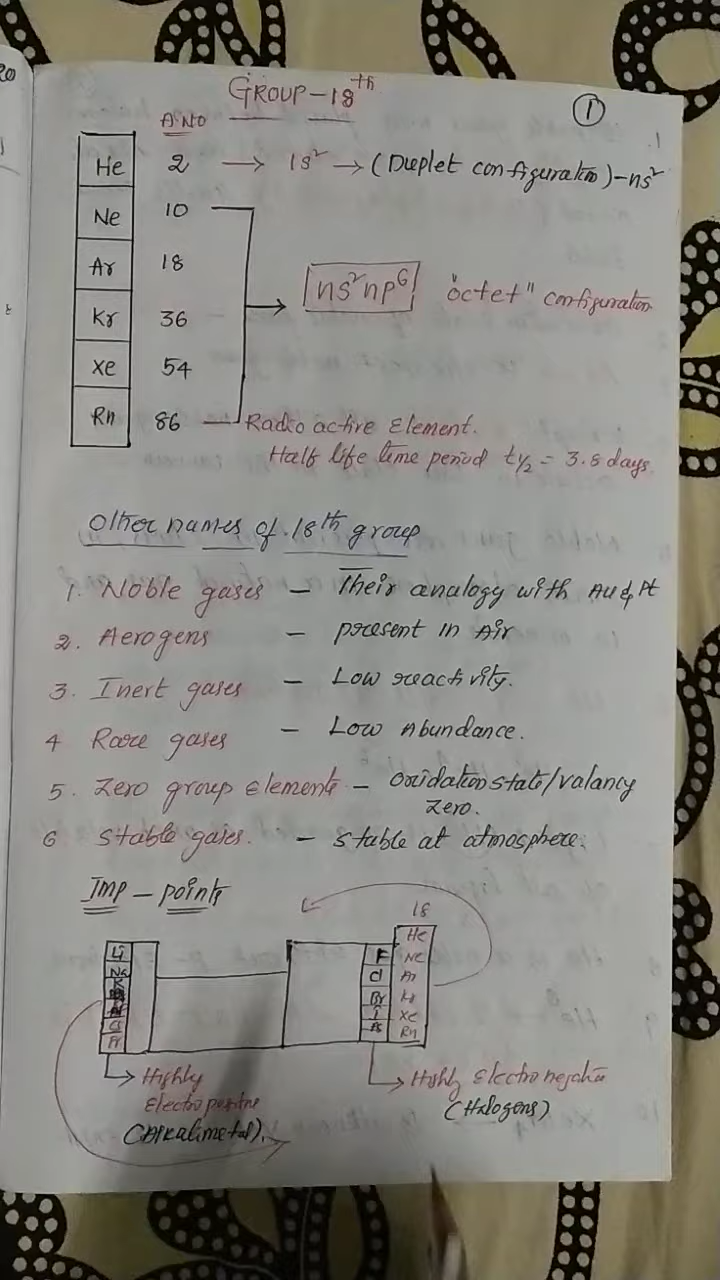 20
GROUP-18th
1
A.NO
He 2 → 1s² → (Duplet configuration) - ns²
Ne 10
Ar 18
ns²np⁶ "octet" configuration
Kr 36
Xe 54
Rn 86 — Radio active Element.
Half life time period t½ = 3.8 days.
Other names of 18th group
1. Noble gases - Their analogy with Au & Pt
2. Aerogens - present in Air
3. Inert gases - Low reactivity.
4 Rare gases - Low Abundance.
5. Zero group Elements - oxidation state/valancy
zero.
6 Stable gases. - stable at atmosphere.
Imp - points
18
He
Li F Ne
Na Cl Ar
K Br Kr
I Xe
Cs Rn
Fr
Highly
Electropositive
(Alkalimetal).
Highly Electronegative
(Halogens)